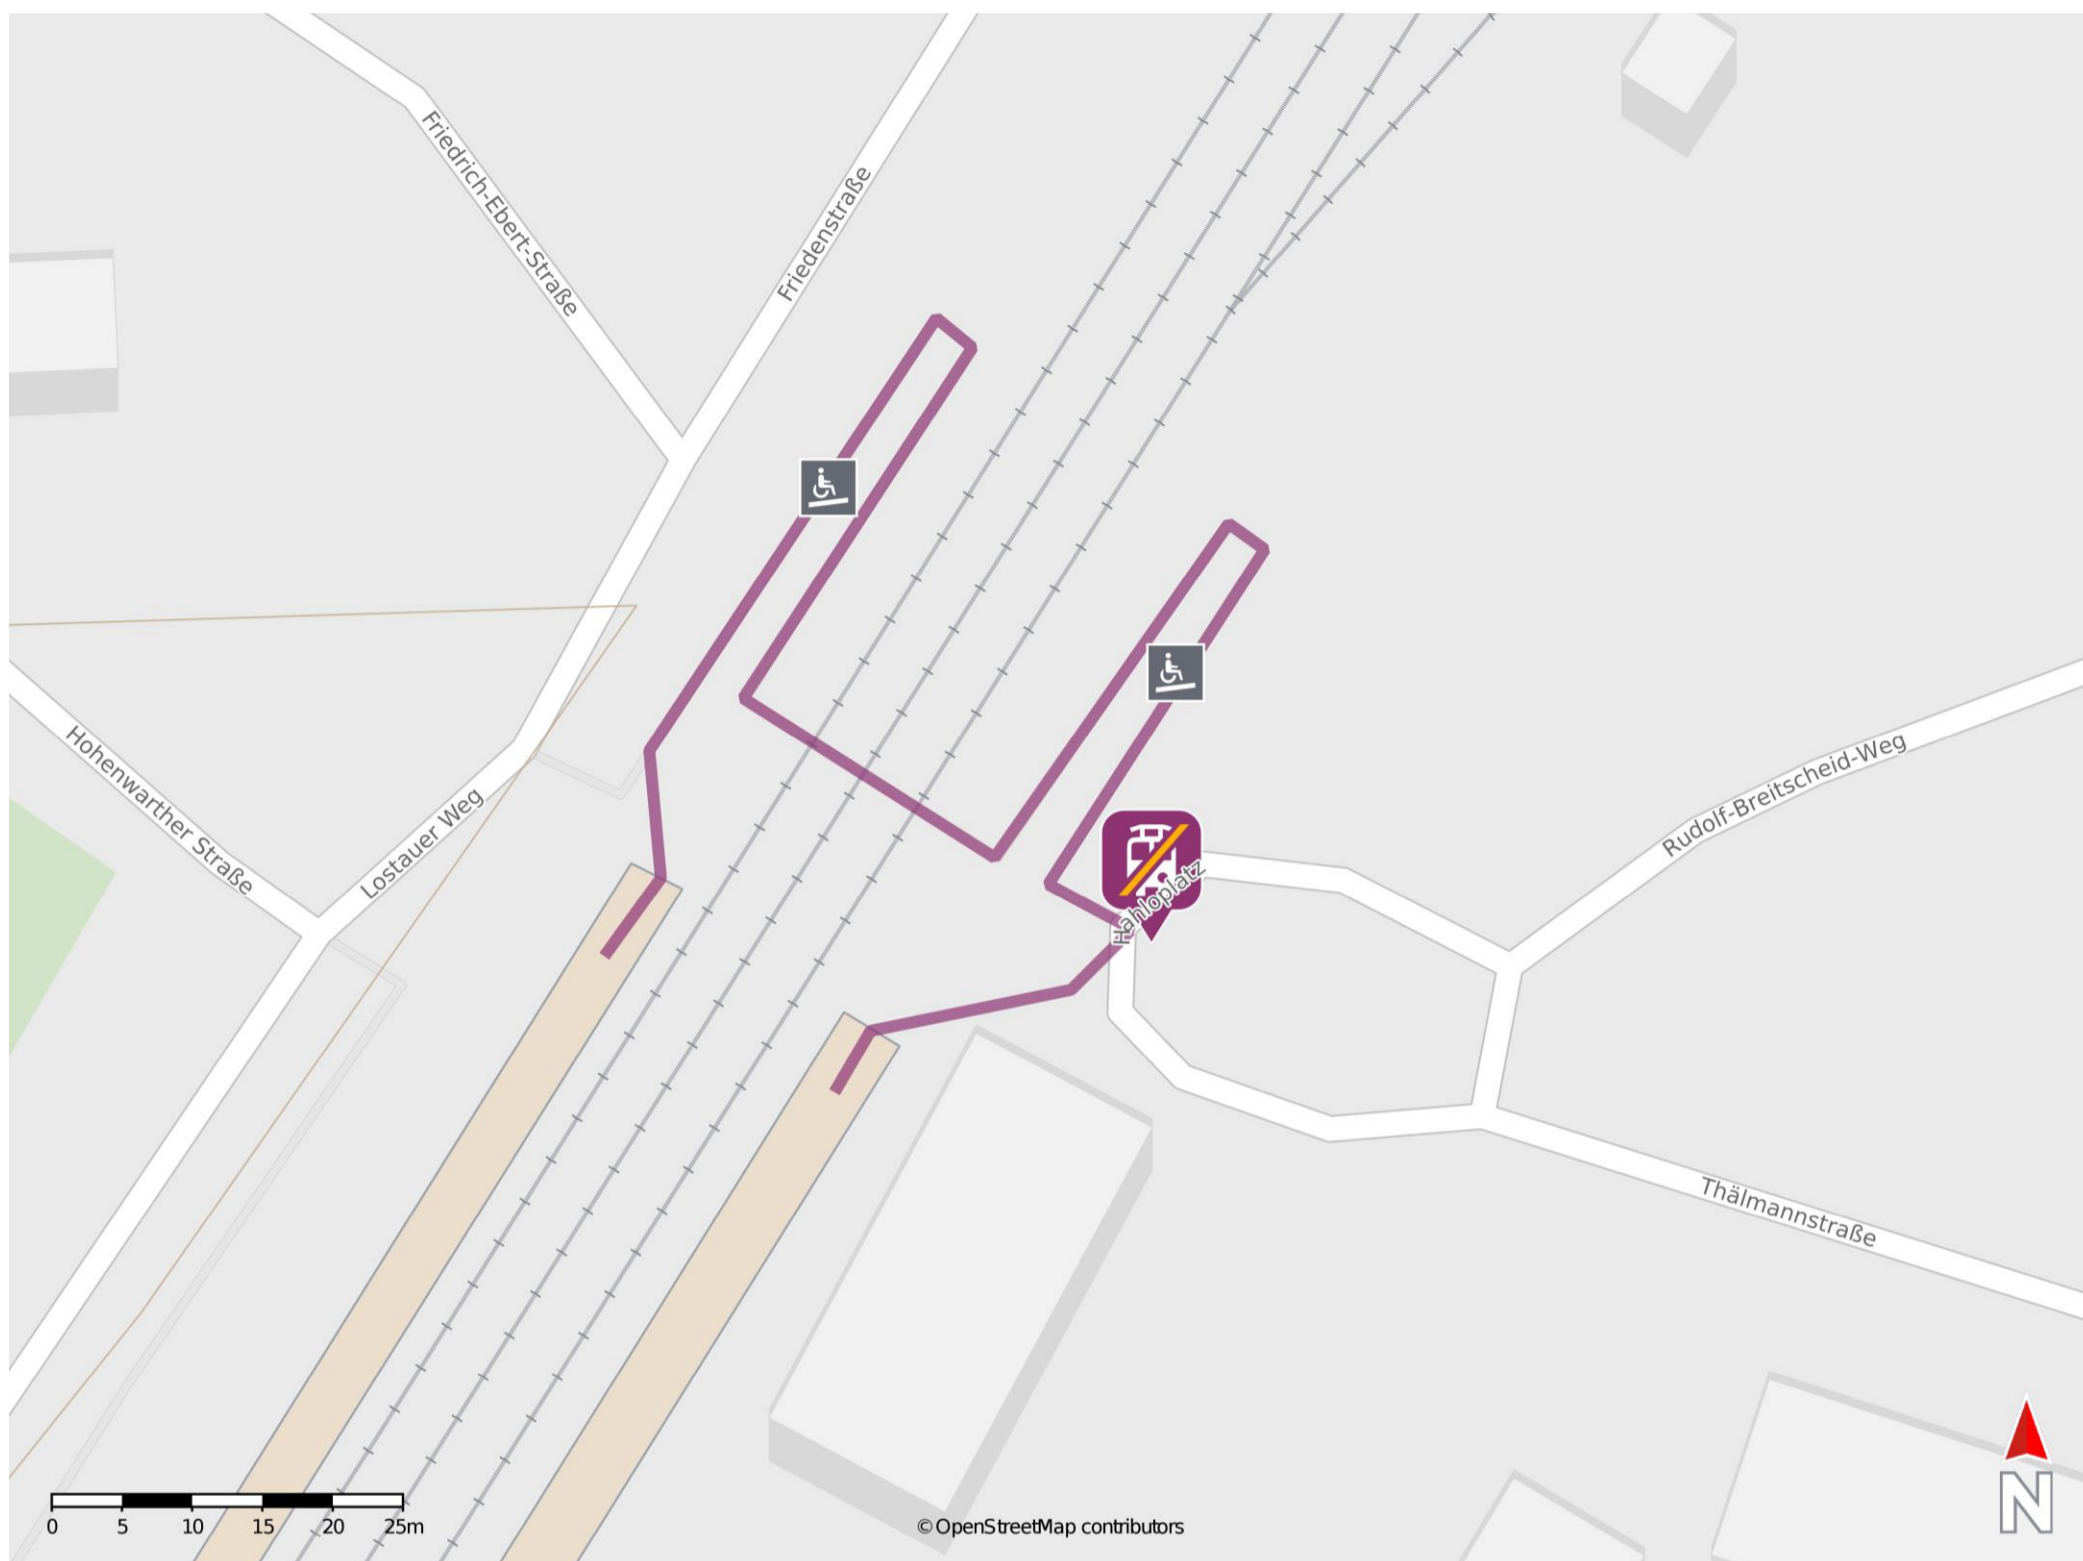 Friedrich-Ebert-Straße
Friedenstraße
Hohenwarther Straße
Lostauer Weg
Rudolf-Breitscheid-Weg
Hahloplatz
Thälmannstraße
0 5 10 15 20 25m
© OpenStreetMap contributors
N